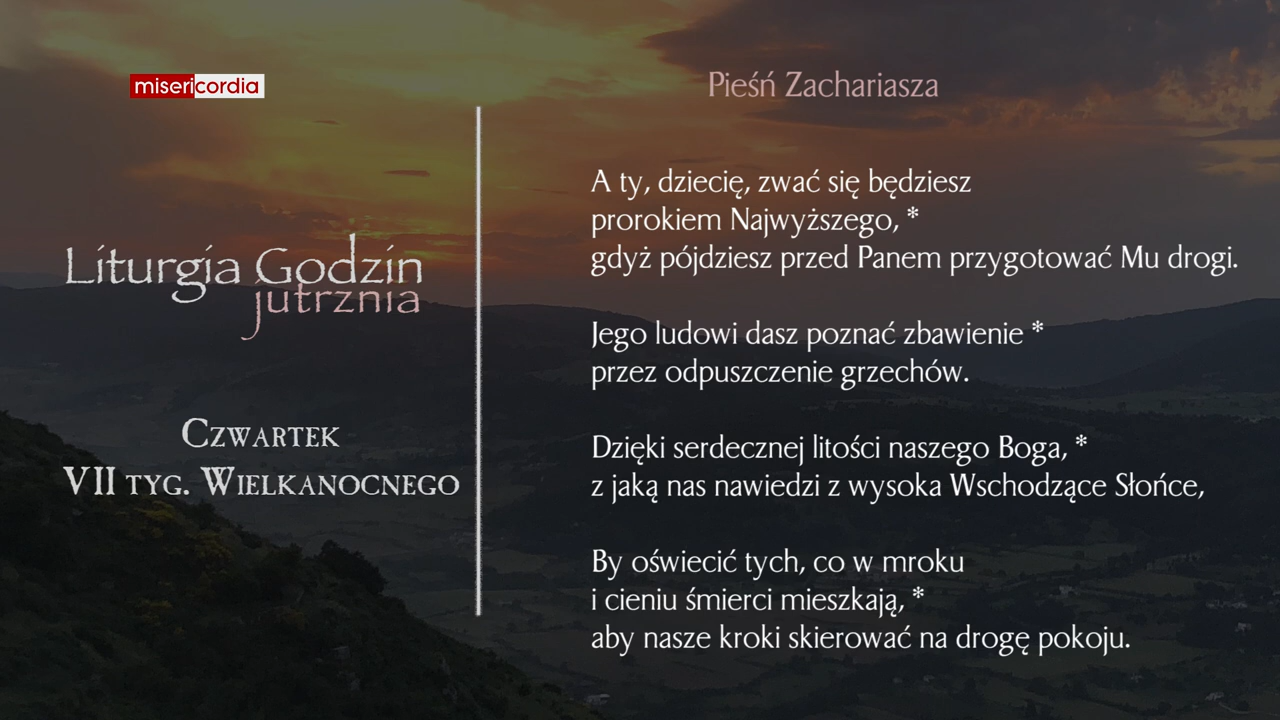 misericordia
Liturgia Godzin
jutrznia
Czwartek
VII tyg. Wielkanocnego
Pieśń Zachariasza
A ty, dziecię, zwać się będziesz
prorokiem Najwyższego, *
gdyż pójdziesz przed Panem przygotować Mu drogi.
Jego ludowi dasz poznać zbawienie *
przez odpuszczenie grzechów.
Dzięki serdecznej litości naszego Boga, *
z jaką nas nawiedzi z wysoka Wschodzące Słońce,
By oświecić tych, co w mroku
i cieniu śmierci mieszkają, *
aby nasze kroki skierować na drogę pokoju.